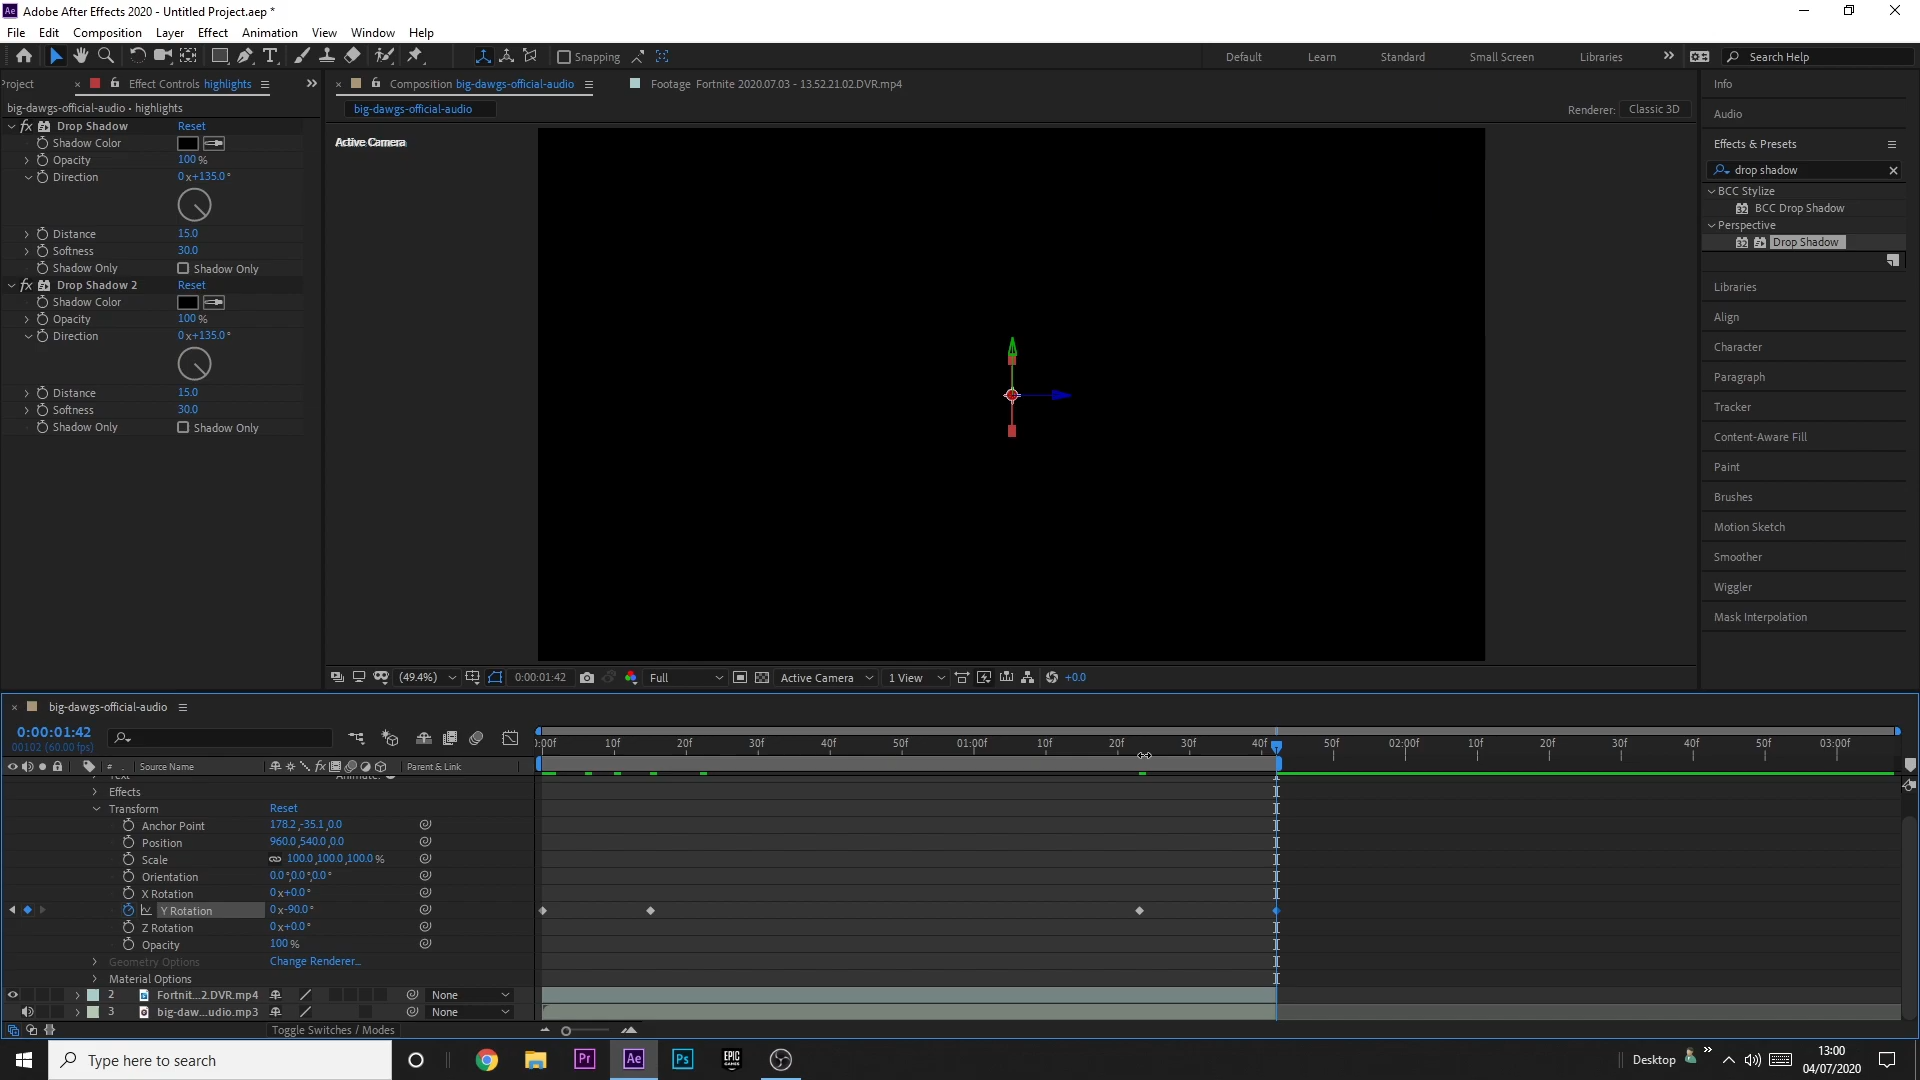 Adobe After Effects 2020 - Untitled Project.aep *
File Edit Composition Layer Effect Animation View Window Help
Snapping
Default Learn Standard Small Screen Libraries
Search Help
Project Effect Controls highlights
big-dawgs-official-audio • highlights
fx Drop Shadow Reset
Shadow Color
Opacity 100 %
Direction 0x+135.0°
Distance 15.0
Softness 30.0
Shadow Only Shadow Only
fx Drop Shadow 2 Reset
Shadow Color
Opacity 100 %
Direction 0x+135.0°
Distance 15.0
Softness 30.0
Shadow Only Shadow Only
Composition big-dawgs-official-audio
Footage Fortnite 2020.07.03 - 13.52.21.02.DVR.mp4
big-dawgs-official-audio
Renderer: Classic 3D
Active Camera
(49.4%) 0:00:01:42 Full Active Camera 1 View +0.0
Info
Audio
Effects & Presets
drop shadow
BCC Stylize
BCC Drop Shadow
Perspective
Drop Shadow
Libraries
Align
Character
Paragraph
Tracker
Content-Aware Fill
Paint
Brushes
Motion Sketch
Smoother
Wiggler
Mask Interpolation
big-dawgs-official-audio
0:00:01:42
00102 (60.00 fps)
0:00f 10f 20f 30f 40f 50f 01:00f 10f 20f 30f 40f 50f 02:00f 10f 20f 30f 40f 50f 03:00f
# Source Name Parent & Link
Text Animate:
Effects
Transform Reset
Anchor Point 178.2,-35.1,0.0
Position 960.0,540.0,0.0
Scale 100.0,100.0,100.0 %
Orientation 0.0°,0.0°,0.0°
X Rotation 0x+0.0°
Y Rotation 0x-90.0°
Z Rotation 0x+0.0°
Opacity 100 %
Geometry Options Change Renderer...
Material Options
2 Fortnit...2.DVR.mp4 None
3 big-daw...udio.mp3 None
Toggle Switches / Modes
Type here to search
Pr Ae Ps EPIC GAMES
Desktop
13:00
04/07/2020